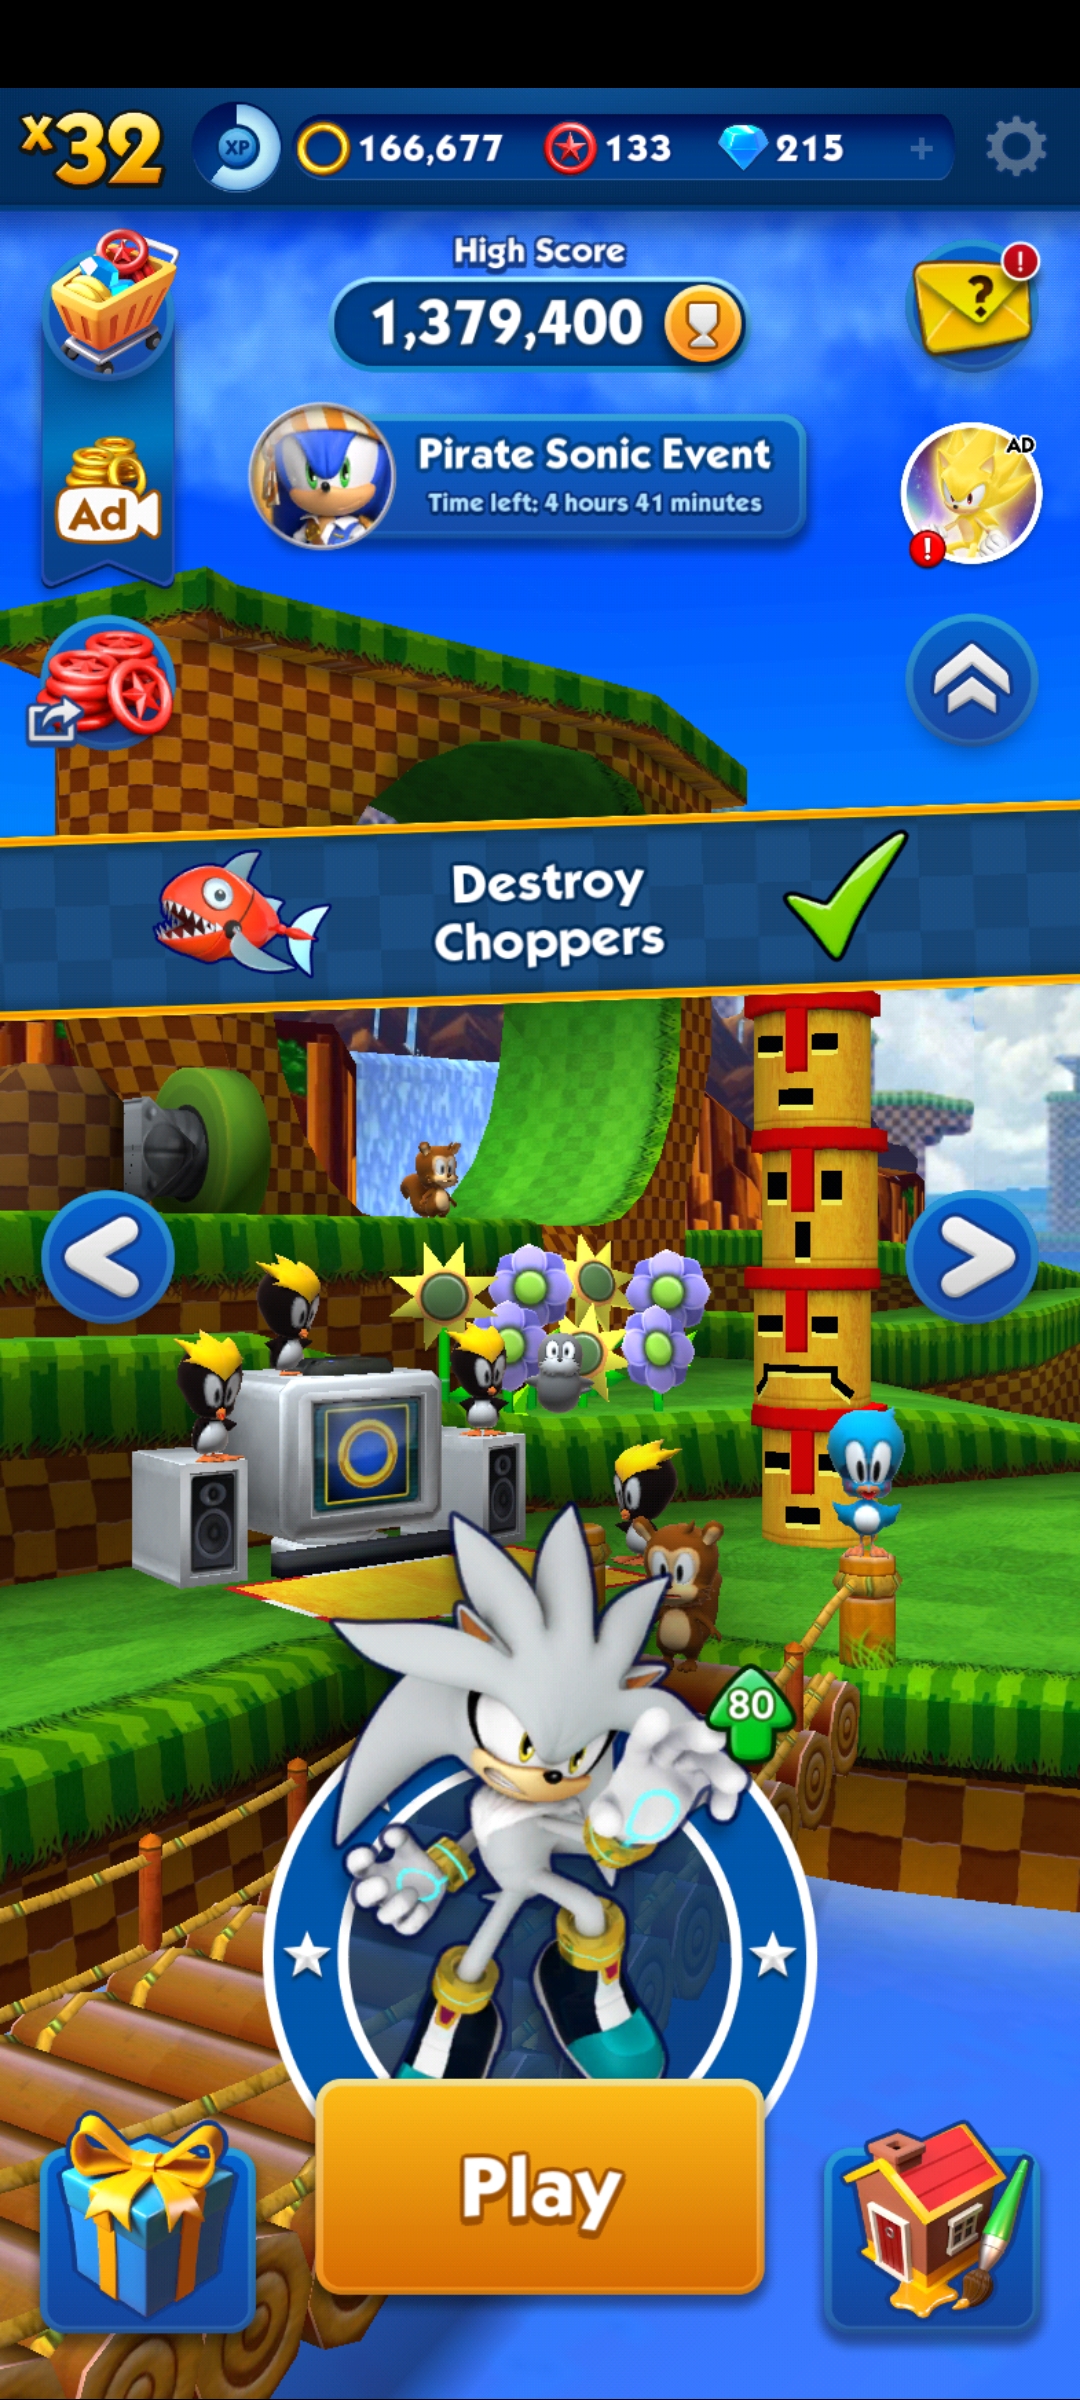 x32
XP
166,677
133
215
+
High Score
1,379,400
?
!
Pirate Sonic Event
Time left: 4 hours 41 minutes
AD
!
Ad
Destroy
Choppers
80
Play